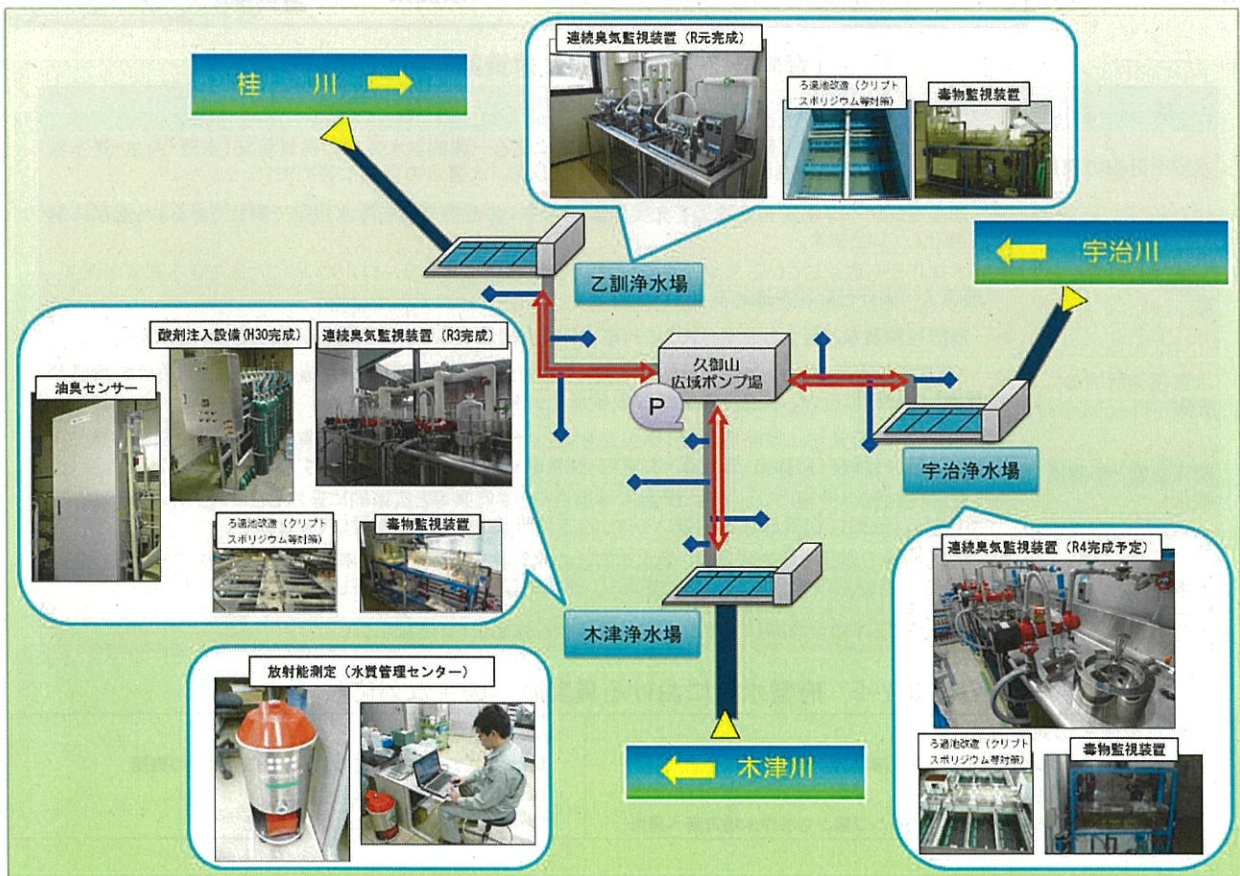 連続臭気監視装置（R元完成）
ろ過池改造（クリプト
スポリジウム等対策）
毒物監視装置
桂　川
宇治川
乙訓浄水場
酸剤注入設備(H30完成)
連続臭気監視装置（R3完成）
油臭センサー
ろ過池改造（クリプト
スポリジウム等対策）
毒物監視装置
久御山
広域ポンプ場
P
宇治浄水場
木津浄水場
連続臭気監視装置（R4完成予定）
ろ過池改造（クリプト
スポリジウム等対策）
毒物監視装置
放射能測定（水質管理センター）
木津川